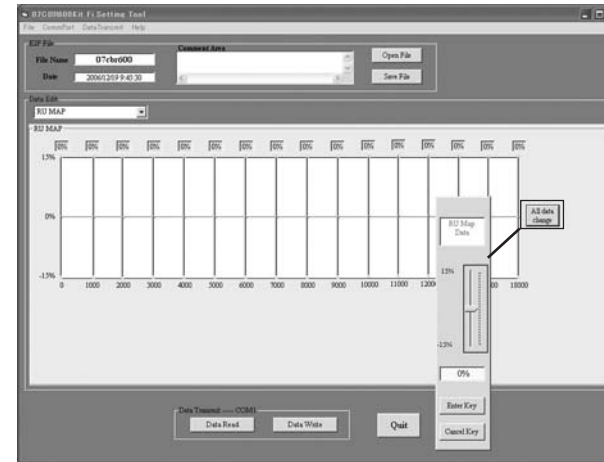 07CBR600Kit Fi Setting Tool
File CommPort DataTransmit Help
E2P File
File Name 07cbr600
Date 2006/12/19 9:45:30
Comment Area
Open File
Save File
Data Edit
RU MAP
RU MAP
0% 0% 0% 0% 0% 0% 0% 0% 0% 0% 0% 0% 0% 0% 0% 0%
15%
0%
-15%
0 1000 2000 3000 4000 5000 6000 7000 8000 9000 10000 11000 15000
All data change
RU Map
Data
15%
-15%
0%
Enter Key
Cancel Key
Data Transmit ----- COM1
Data Read Data Write Quit